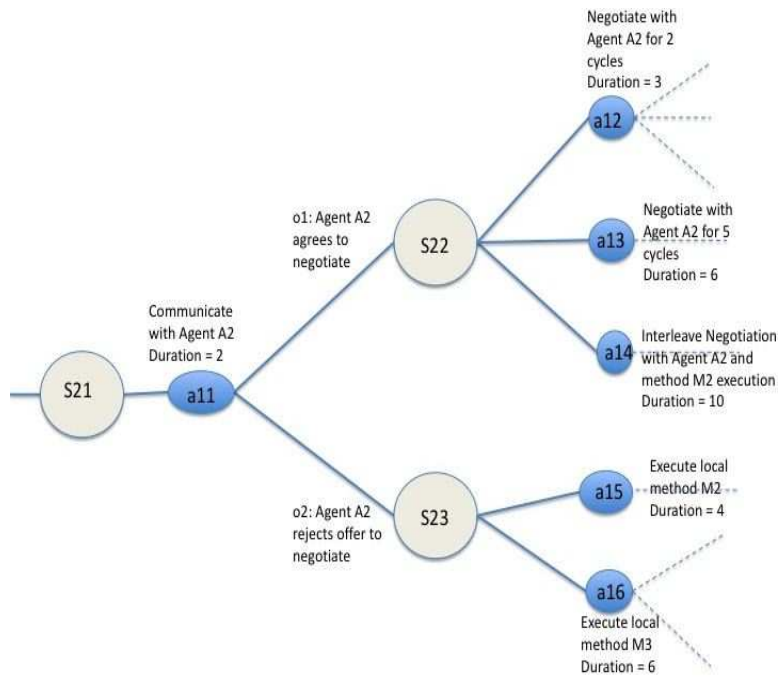 Negotiate with
Agent A2 for 2
cycles
Duration = 3
a12
o1: Agent A2
agrees to
negotiate
S22
Negotiate with
Agent A2 for 5
cycles
Duration = 6
a13
Communicate
with Agent A2
Duration = 2
S21
a11
a14
Interleave Negotiation
with Agent A2 and
method M2 execution
Duration = 10
o2: Agent A2
rejects offer to
negotiate
S23
Execute local
method M2
Duration = 4
a15
a16
Execute local
method M3
Duration = 6